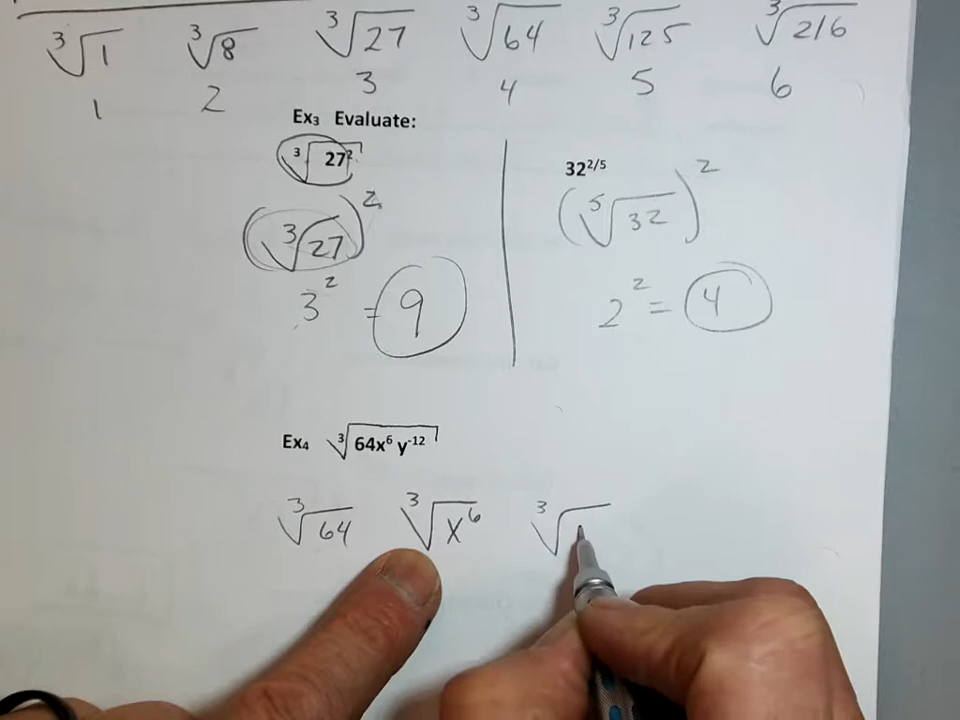 ∛1 ∛8 ∛27 ∛64 ∛125 ∛216
1 2 3 4 5 6
Ex₃ Evaluate:
∛27² 32^2/5
(∛27)² (⁵√32)²
3² = 9 2² = 4
Ex₄ ∛64x⁶ y⁻¹²
∛64 ∛x⁶ ∛